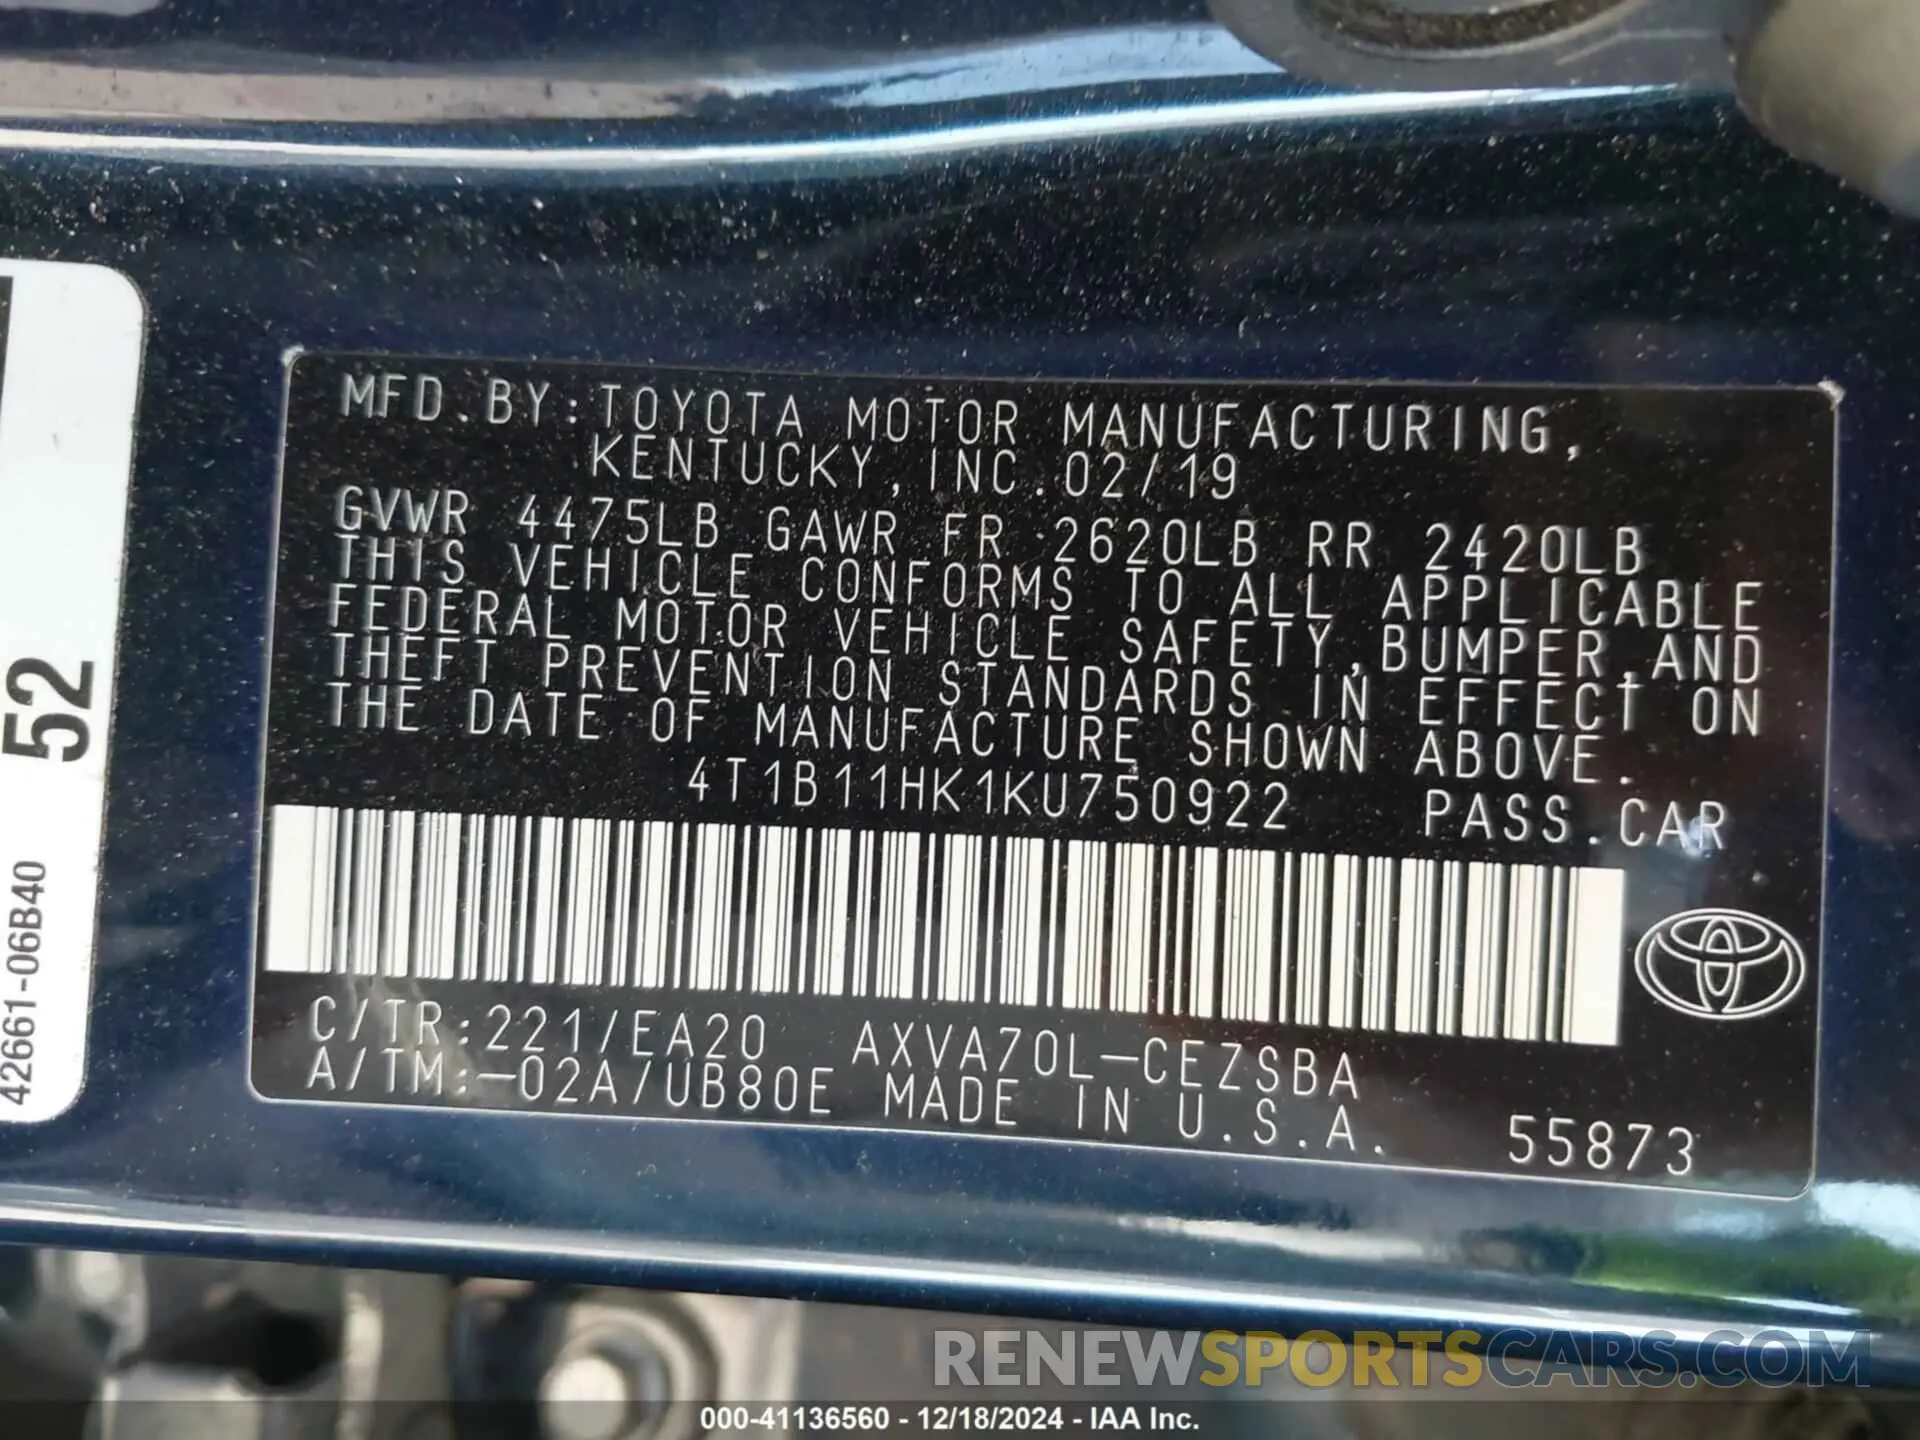 MFD.BY:TOYOTA MOTOR MANUFACTURING,
KENTUCKY,INC.02/19
GVWR 4475LB GAWR FR 2620LB RR 2420LB
THIS VEHICLE CONFORMS TO ALL APPLICABLE
FEDERAL MOTOR VEHICLE SAFETY,BUMPER,AND
THEFT PREVENTION STANDARDS IN EFFECT ON
THE DATE OF MANUFACTURE SHOWN ABOVE.
4T1B11HK1KU750922 PASS.CAR
C/TR:221/EA20 AXVA70L-CEZSBA
A/TM:-02A/UB80E MADE IN U.S.A.
55873
52
42661-06B40
RENEWSPORTSCARS.COM
000-41136560 - 12/18/2024 - IAA Inc.